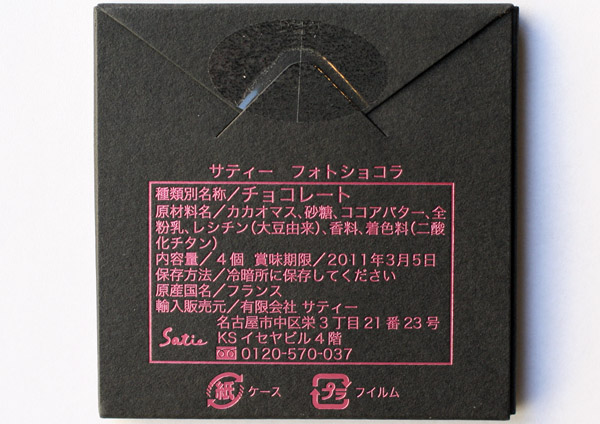 サティー　フォトショコラ
種類別名称／チョコレート
原材料名／カカオマス、砂糖、ココアバター、全
粉乳、レシチン（大豆由来）、香料、着色料（二酸
化チタン）
内容量／４個　賞味期限／2011年3月5日
保存方法／冷暗所に保存してください
原産国名／フランス
輸入販売元／有限会社 サティー
名古屋市中区栄３丁目21番23号
Satie KSイセヤビル４階
0120-570-037
紙 ケース プラ フィルム